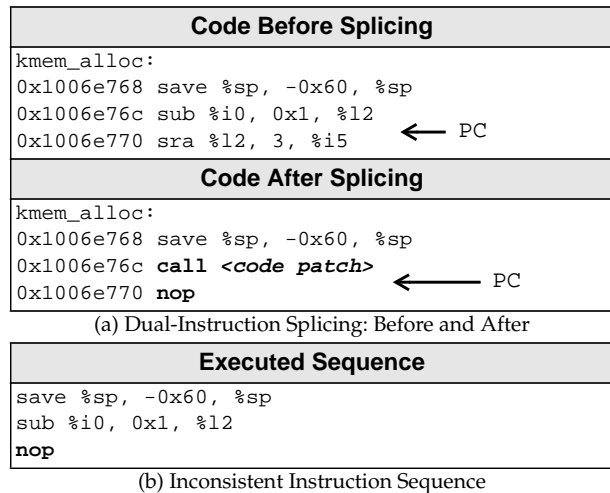 Code Before Splicing
kmem_alloc:
0x1006e768 save %sp, -0x60, %sp
0x1006e76c sub %i0, 0x1, %l2
0x1006e770 sra %l2, 3, %i5
PC
Code After Splicing
kmem_alloc:
0x1006e768 save %sp, -0x60, %sp
0x1006e76c call <code patch>
0x1006e770 nop
PC
(a) Dual-Instruction Splicing: Before and After
Executed Sequence
save %sp, -0x60, %sp
sub %i0, 0x1, %l2
nop
(b) Inconsistent Instruction Sequence